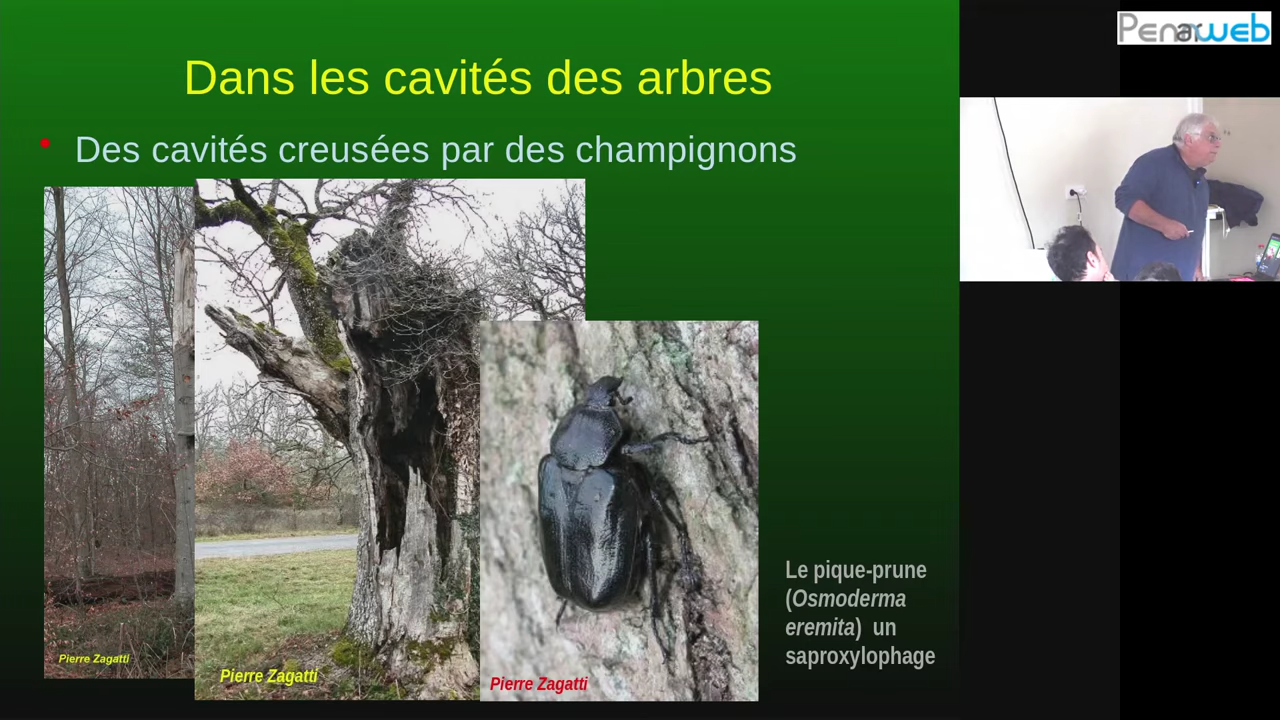 Dans les cavités des arbres
Des cavités creusées par des champignons
Pierre Zagatti
Pierre Zagatti
Pierre Zagatti
Le pique-prune
(Osmoderma
eremita) un
saproxylophage